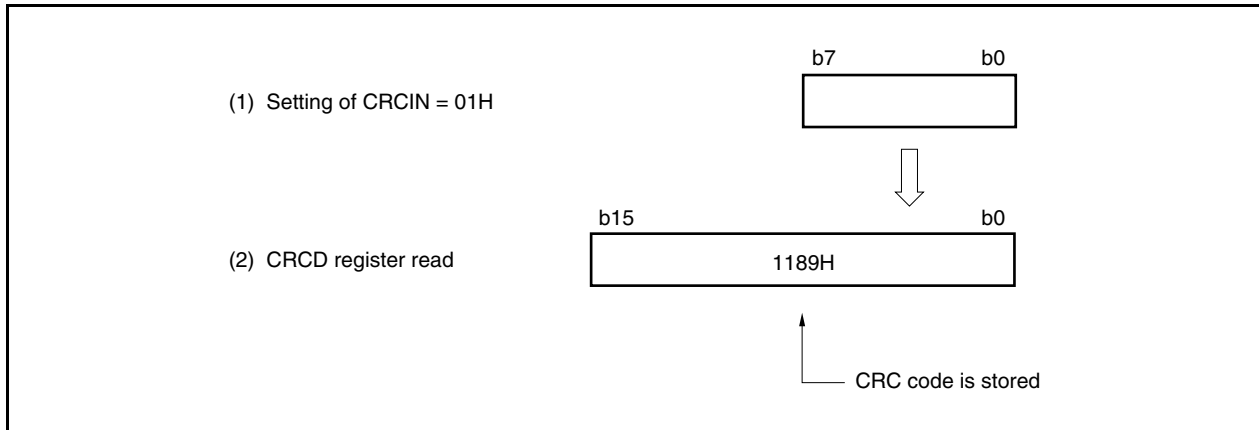 b7 b0
(1) Setting of CRCIN = 01H
b15 b0
(2) CRCD register read 1189H
CRC code is stored